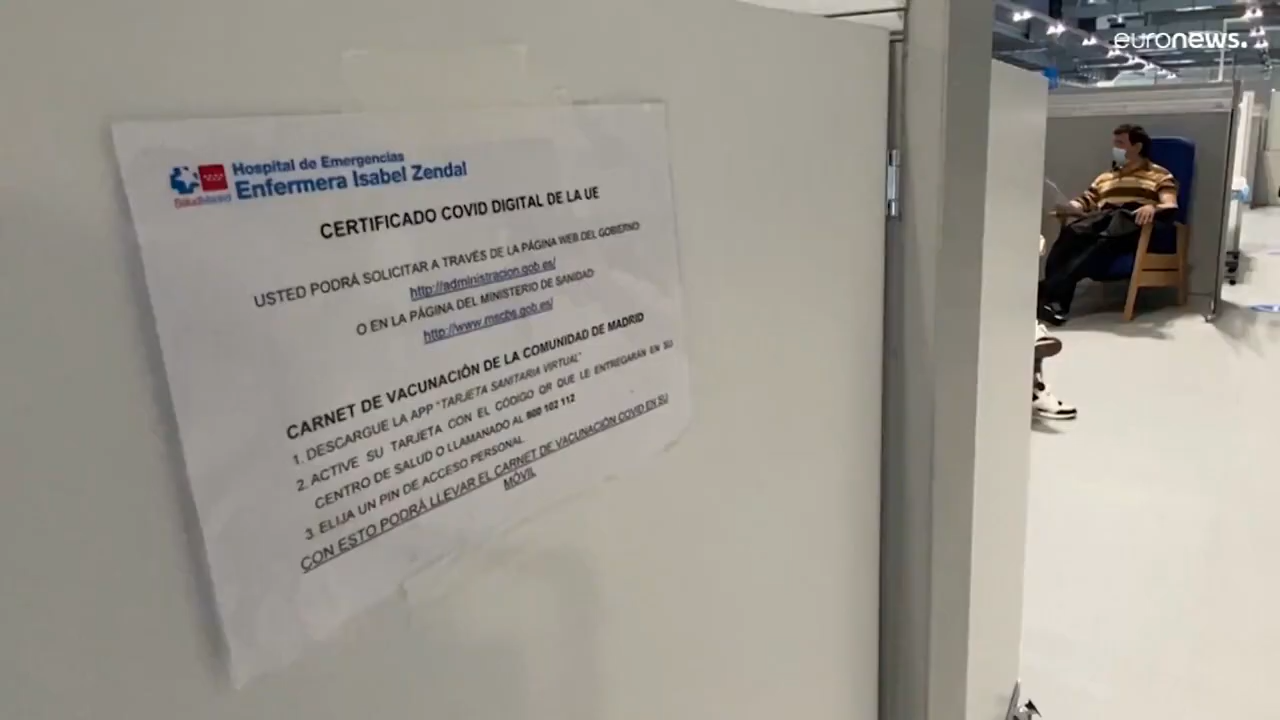 euronews.
SaludMadrid
Hospital de Emergencias
Enfermera Isabel Zendal
CERTIFICADO COVID DIGITAL DE LA UE
USTED PODRÁ SOLICITAR A TRAVÉS DE LA PÁGINA WEB DEL GOBIERNO:
http://administracion.gob.es/
O EN LA PÁGINA DEL MINISTERIO DE SANIDAD:
http://www.mscbs.gob.es/
CARNET DE VACUNACIÓN DE LA COMUNIDAD DE MADRID
1. DESCARGUE LA APP "TARJETA SANITARIA VIRTUAL"
2. ACTIVE SU TARJETA CON EL CÓDIGO QR QUE LE ENTREGARÁN EN SU
CENTRO DE SALUD O LLAMANADO AL 900 102 112
3. ELIJA UN PIN DE ACCESO PERSONAL
CON ESTO PODRÁ LLEVAR EL CARNET DE VACUNACIÓN COVID EN SU
MÓVIL